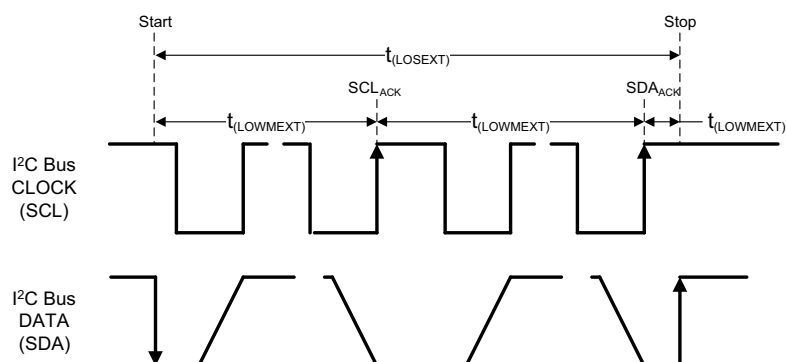 Start Stop
t(LOSEXT)
SCLACK SDAACK
t(LOWMEXT) t(LOWMEXT) t(LOWMEXT)
I²C Bus
CLOCK
(SCL)
I²C Bus
DATA
(SDA)